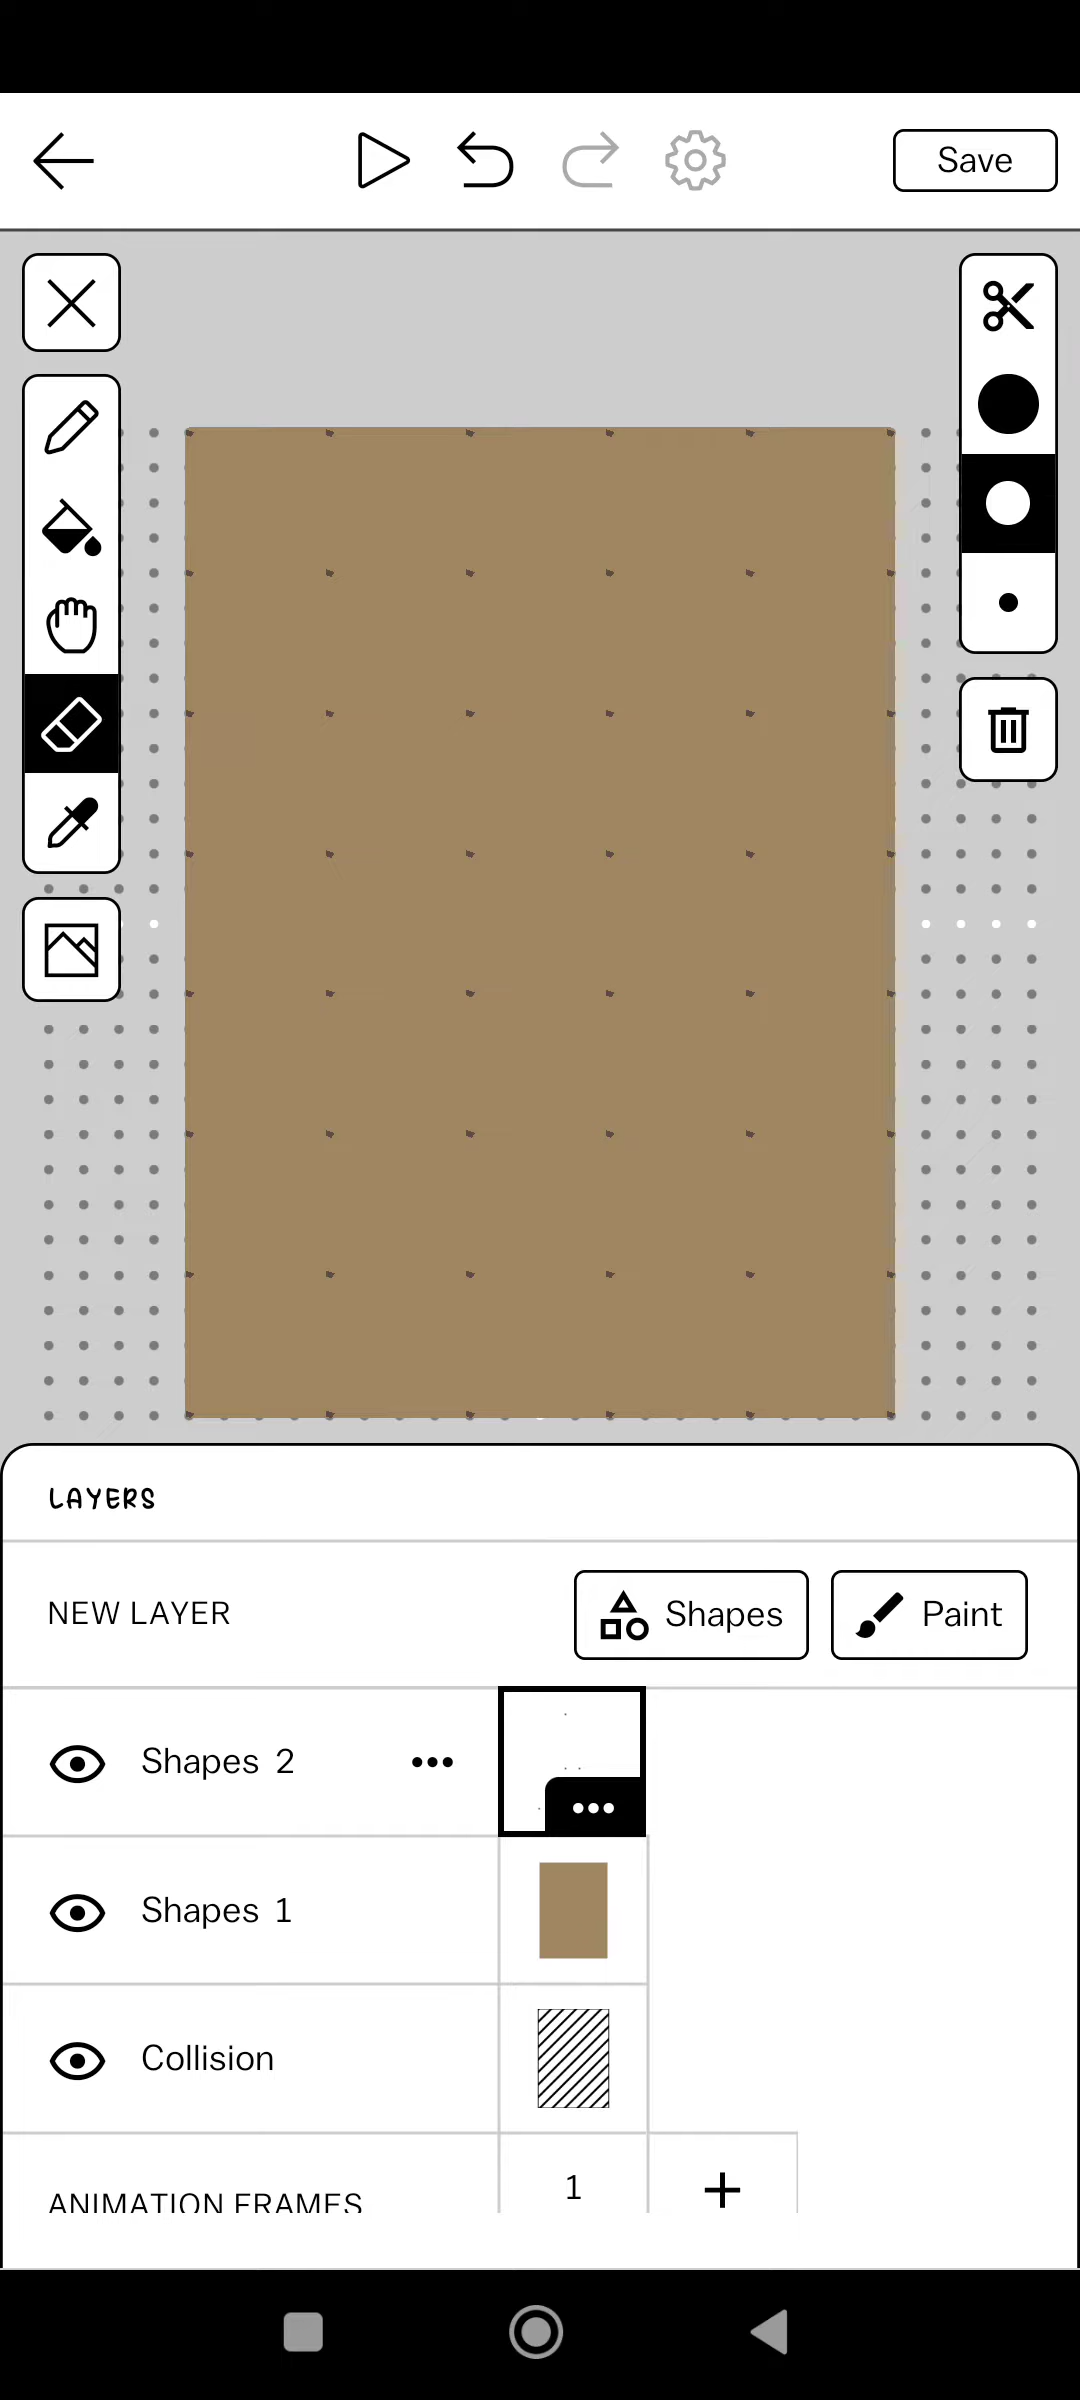 Save
LAYERS
NEW LAYER
Shapes
Paint
Shapes 2
Shapes 1
Collision
ANIMATION FRAMES
1